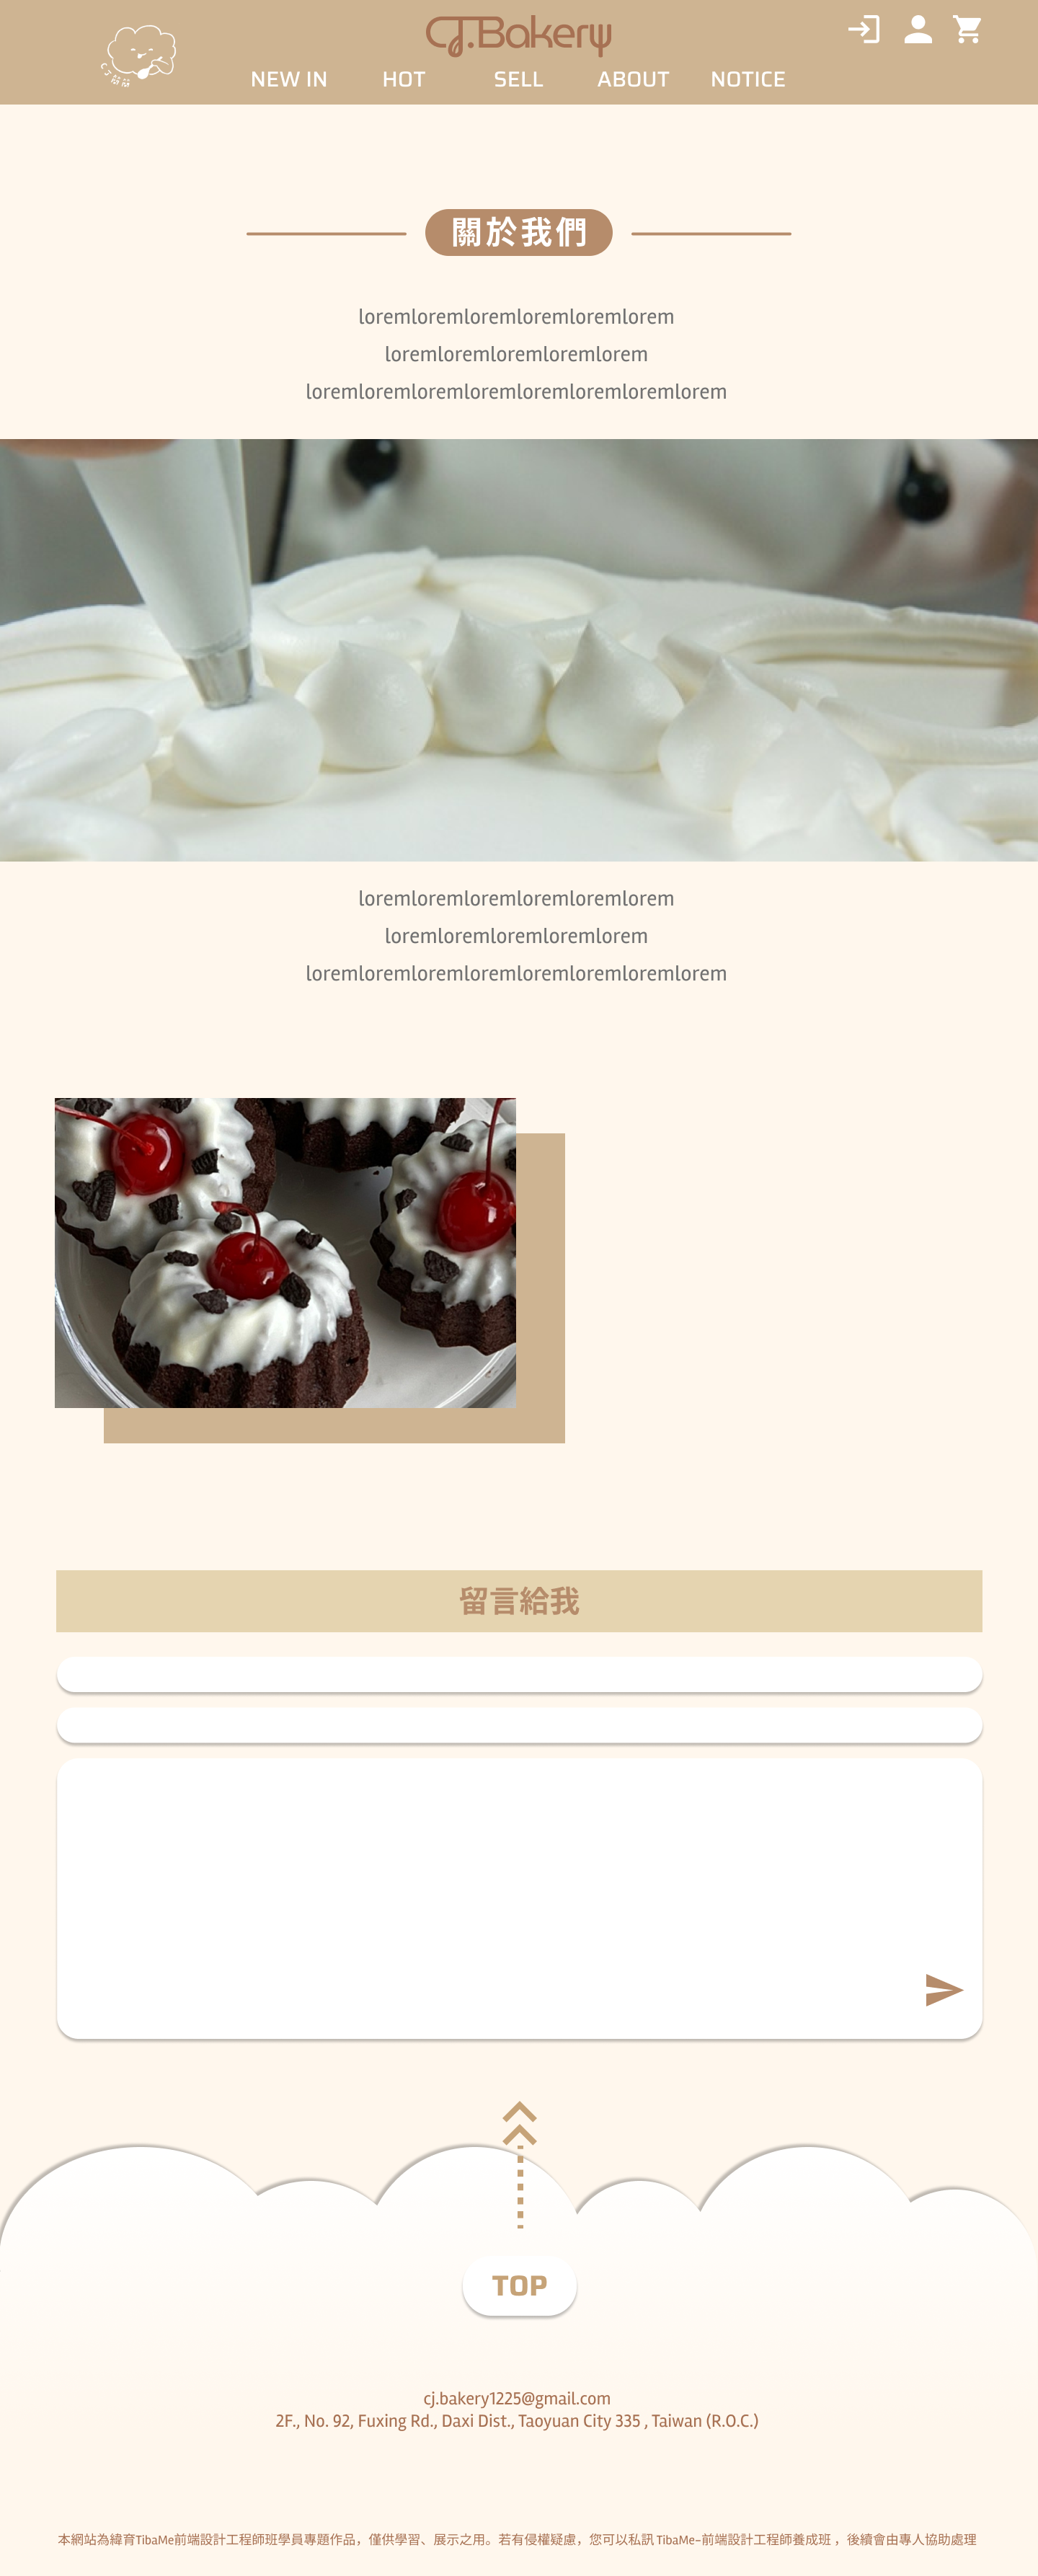 CJ.Bakery
NEW IN HOT SELL ABOUT NOTICE
關於我們
loremloremloremloremloremlorem
loremloremloremloremlorem
loremloremloremloremloremloremloremlorem
loremloremloremloremloremlorem
loremloremloremloremlorem
loremloremloremloremloremloremloremlorem
留言給我
TOP
cj.bakery1225@gmail.com
2F., No. 92, Fuxing Rd., Daxi Dist., Taoyuan City 335 , Taiwan (R.O.C.)
本網站為緯育TibaMe前端設計工程師班學員專題作品，僅供學習、展示之用。若有侵權疑慮，您可以私訊 TibaMe-前端設計工程師養成班 ，後續會由專人協助處理